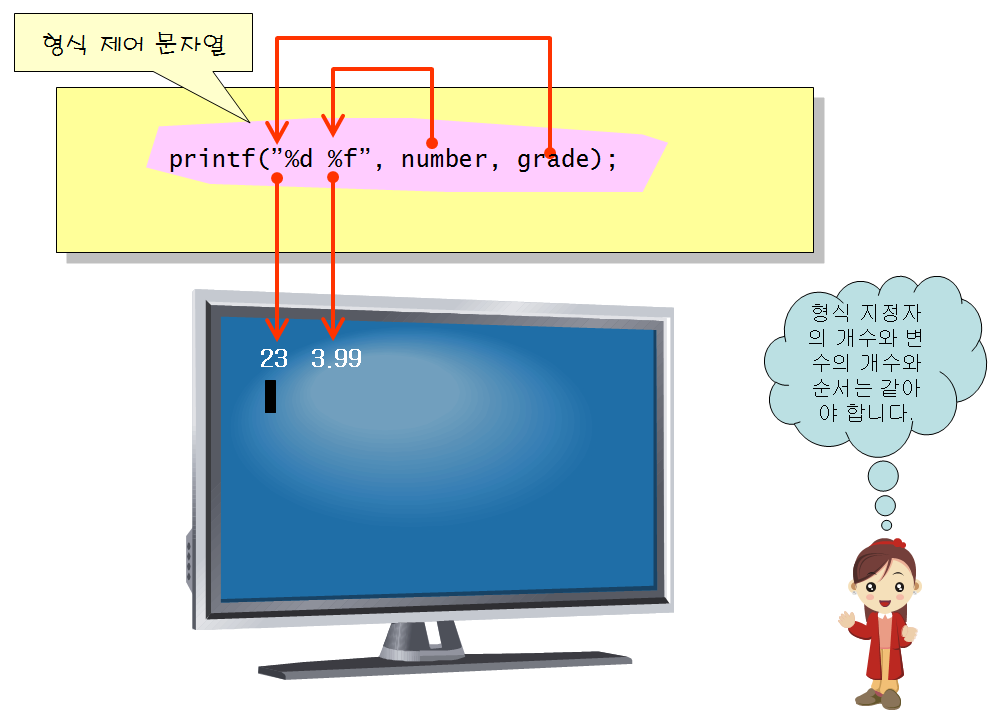 형식 제어 문자열
printf(”%d %f”, number, grade);
23 3.99
형식 지정자
의 개수와 변
수의 개수와
순서는 같아
야 합니다.